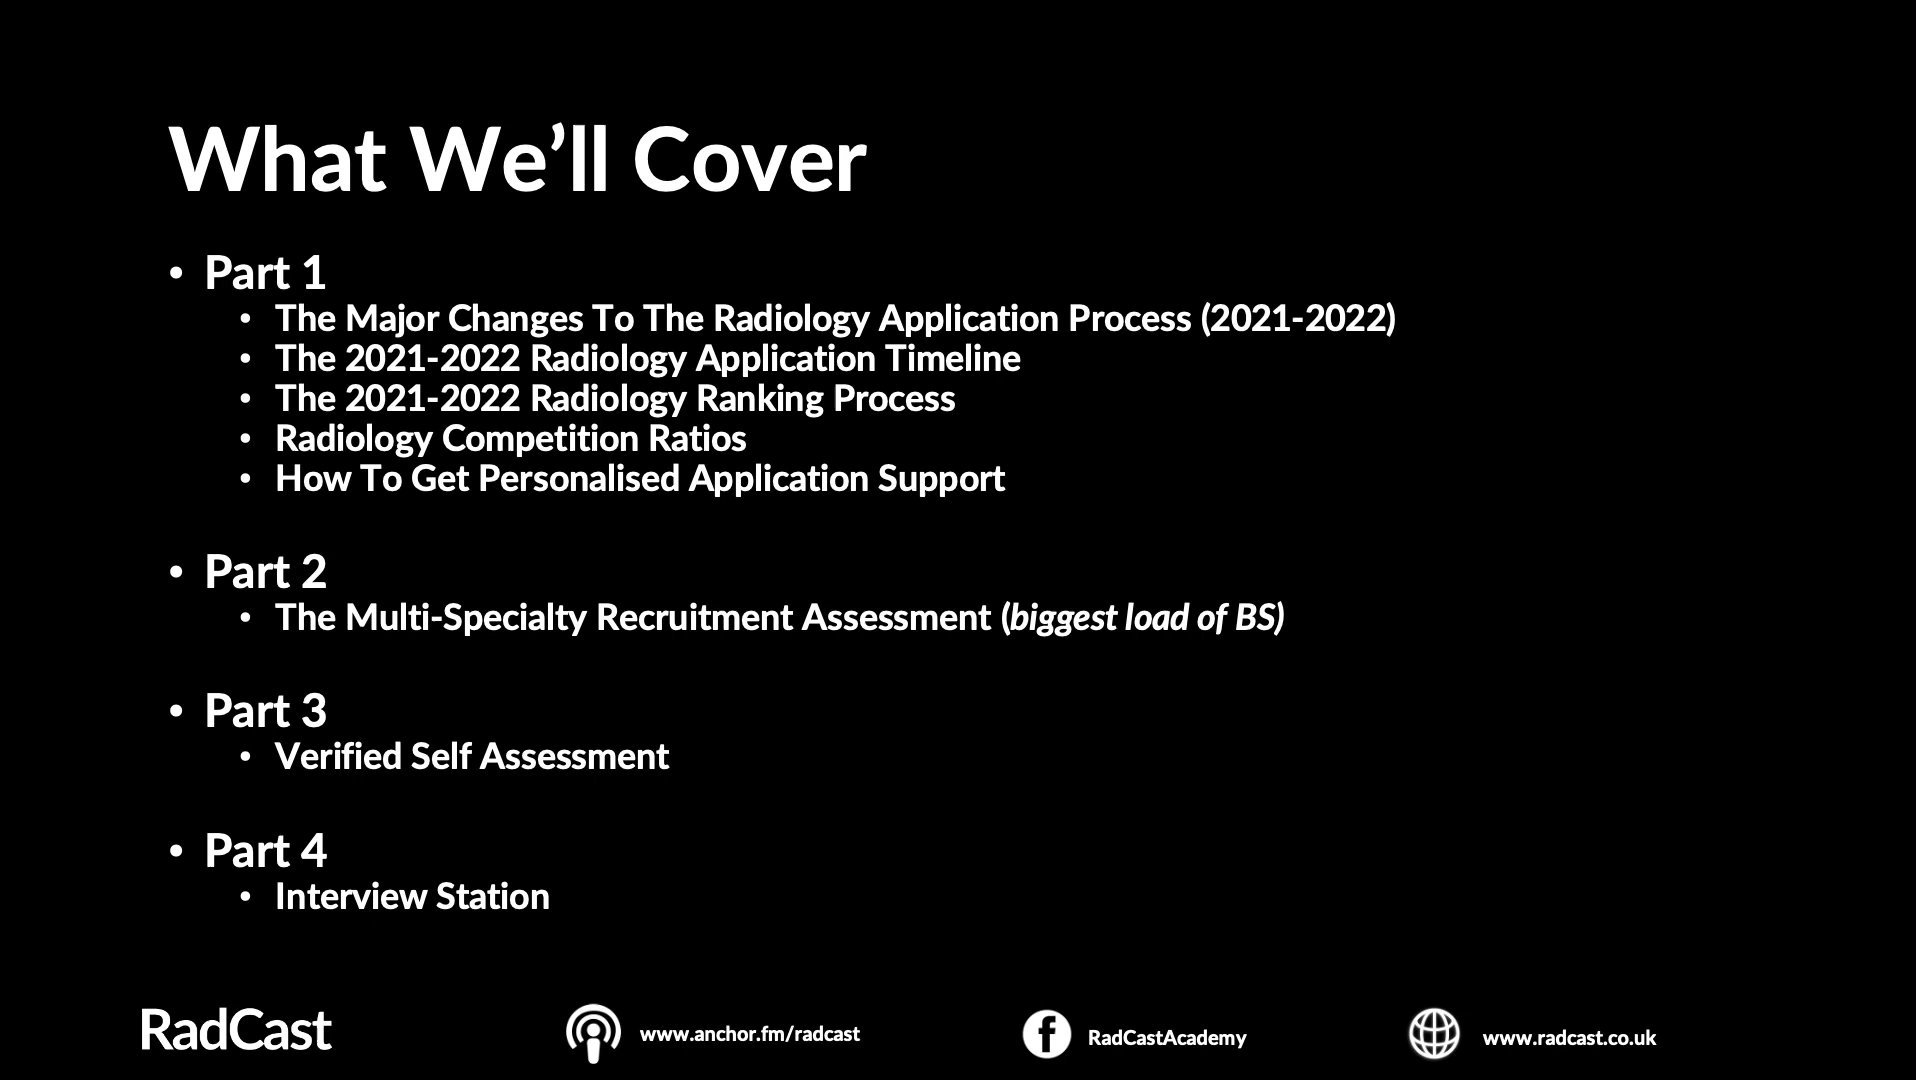 What We’ll Cover
• Part 1
• The Major Changes To The Radiology Application Process (2021-2022)
• The 2021-2022 Radiology Application Timeline
• The 2021-2022 Radiology Ranking Process
• Radiology Competition Ratios
• How To Get Personalised Application Support
• Part 2
• The Multi-Specialty Recruitment Assessment (biggest load of BS)
• Part 3
• Verified Self Assessment
• Part 4
• Interview Station
RadCast
www.anchor.fm/radcast
RadCastAcademy
www.radcast.co.uk